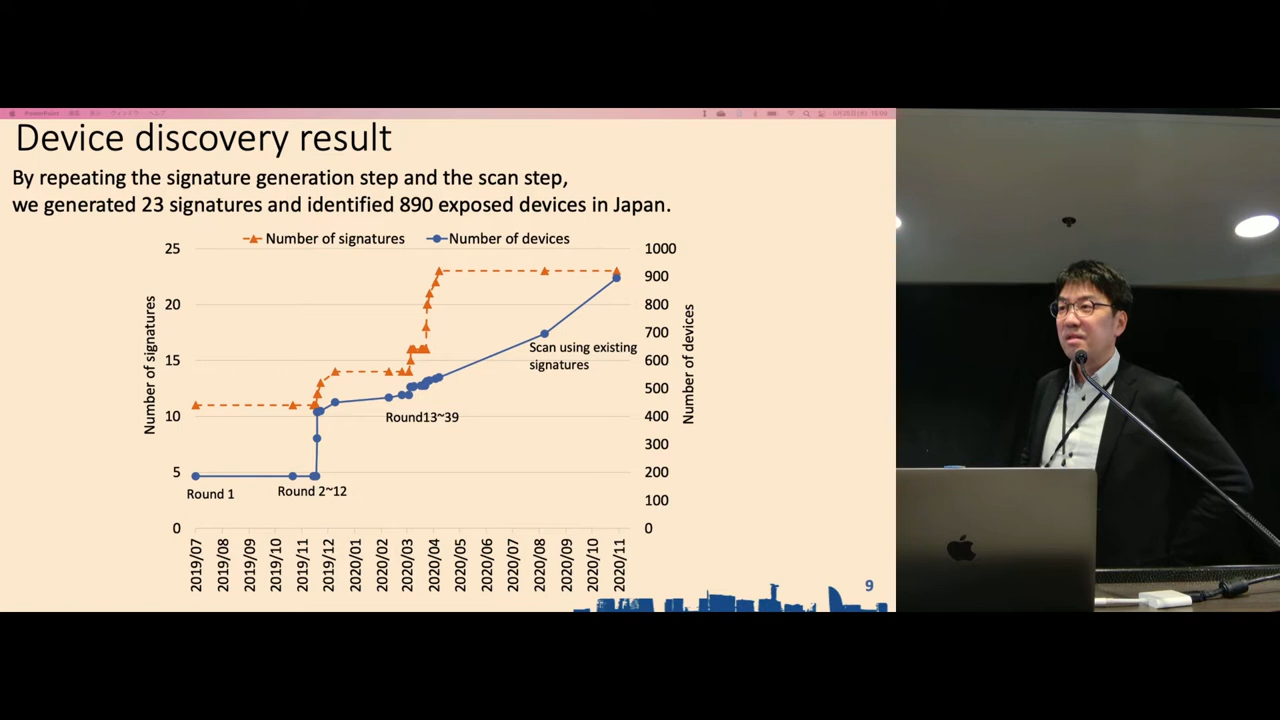 PowerPoint
Device discovery result
By repeating the signature generation step and the scan step,
we generated 23 signatures and identified 890 exposed devices in Japan.
Number of signatures
Number of devices
25
20
15
10
5
0
Number of signatures
1000
900
800
700
600
500
400
300
200
100
0
Number of devices
Scan using existing
signatures
Round13~39
Round 1
Round 2~12
2019/07
2019/08
2019/09
2019/10
2019/11
2019/12
2020/01
2020/02
2020/03
2020/04
2020/05
2020/06
2020/07
2020/08
2020/09
2020/10
2020/11
9